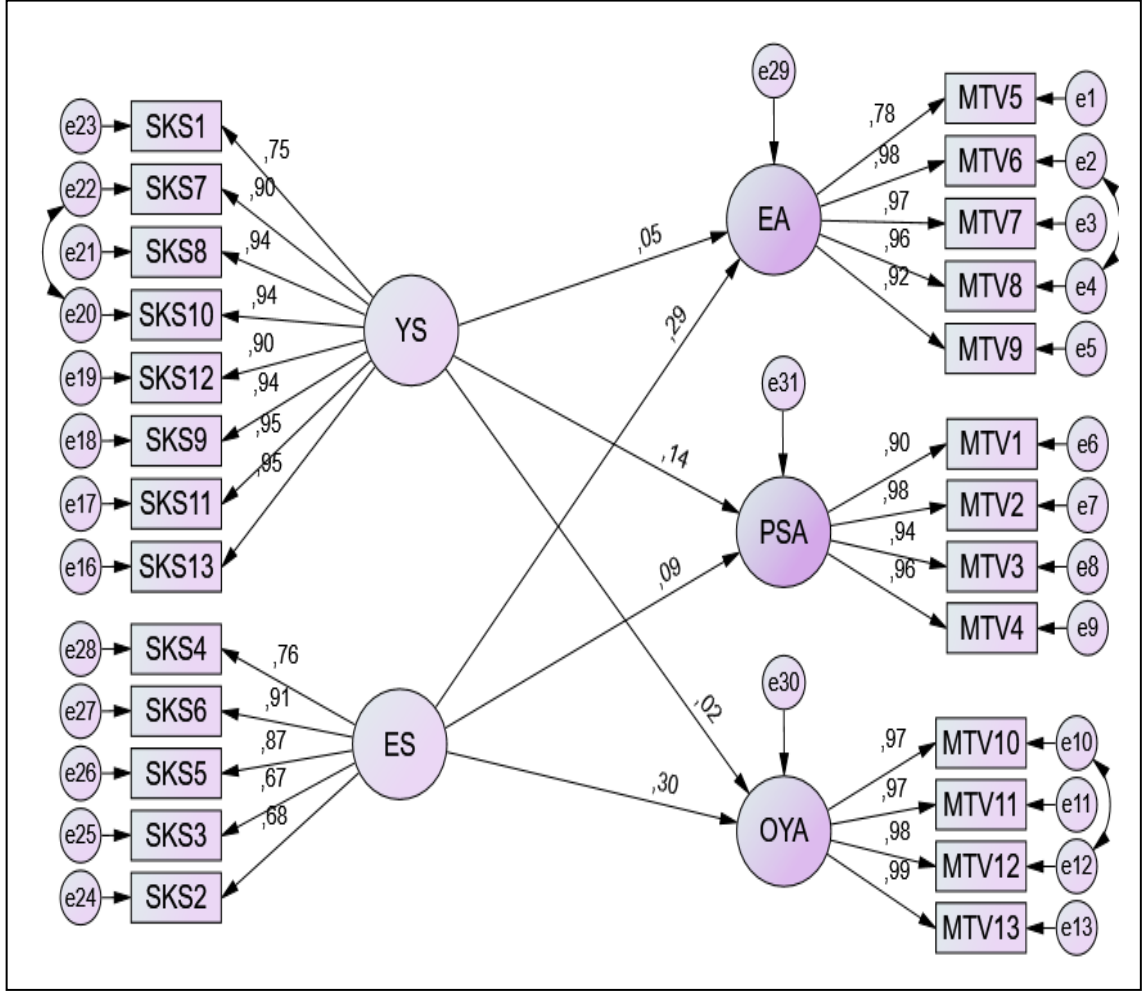 e23 SKS1
,75
e22 SKS7
,90
e21 SKS8
,94
e20 SKS10
,94
e19 SKS12
,90
e18 SKS9
,94
e17 SKS11
,95
e16 SKS13
,95
YS
e28 SKS4
,76
e27 SKS6
,91
e26 SKS5
,87
e25 SKS3
,67
e24 SKS2
,68
ES
,05
,29
,14
,09
,02
,30
e29
EA
,78
MTV5 e1
,98
MTV6 e2
,97
MTV7 e3
,96
MTV8 e4
,92
MTV9 e5
e31
PSA
,90
MTV1 e6
,98
MTV2 e7
,94
MTV3 e8
,96
MTV4 e9
e30
OYA
,97
MTV10 e10
,97
MTV11 e11
,98
MTV12 e12
,99
MTV13 e13